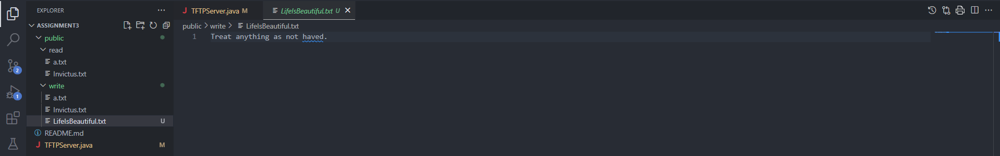 EXPLORER
ASSIGNMENT3
public
read
a.txt
Invictus.txt
write
a.txt
Invictus.txt
LifeIsBeautiful.txt U
README.md
J TFTPServer.java M
2
1
J TFTPServer.java M LifeIsBeautiful.txt U
public > write > LifeIsBeautiful.txt
1 Treat anything as not haved.